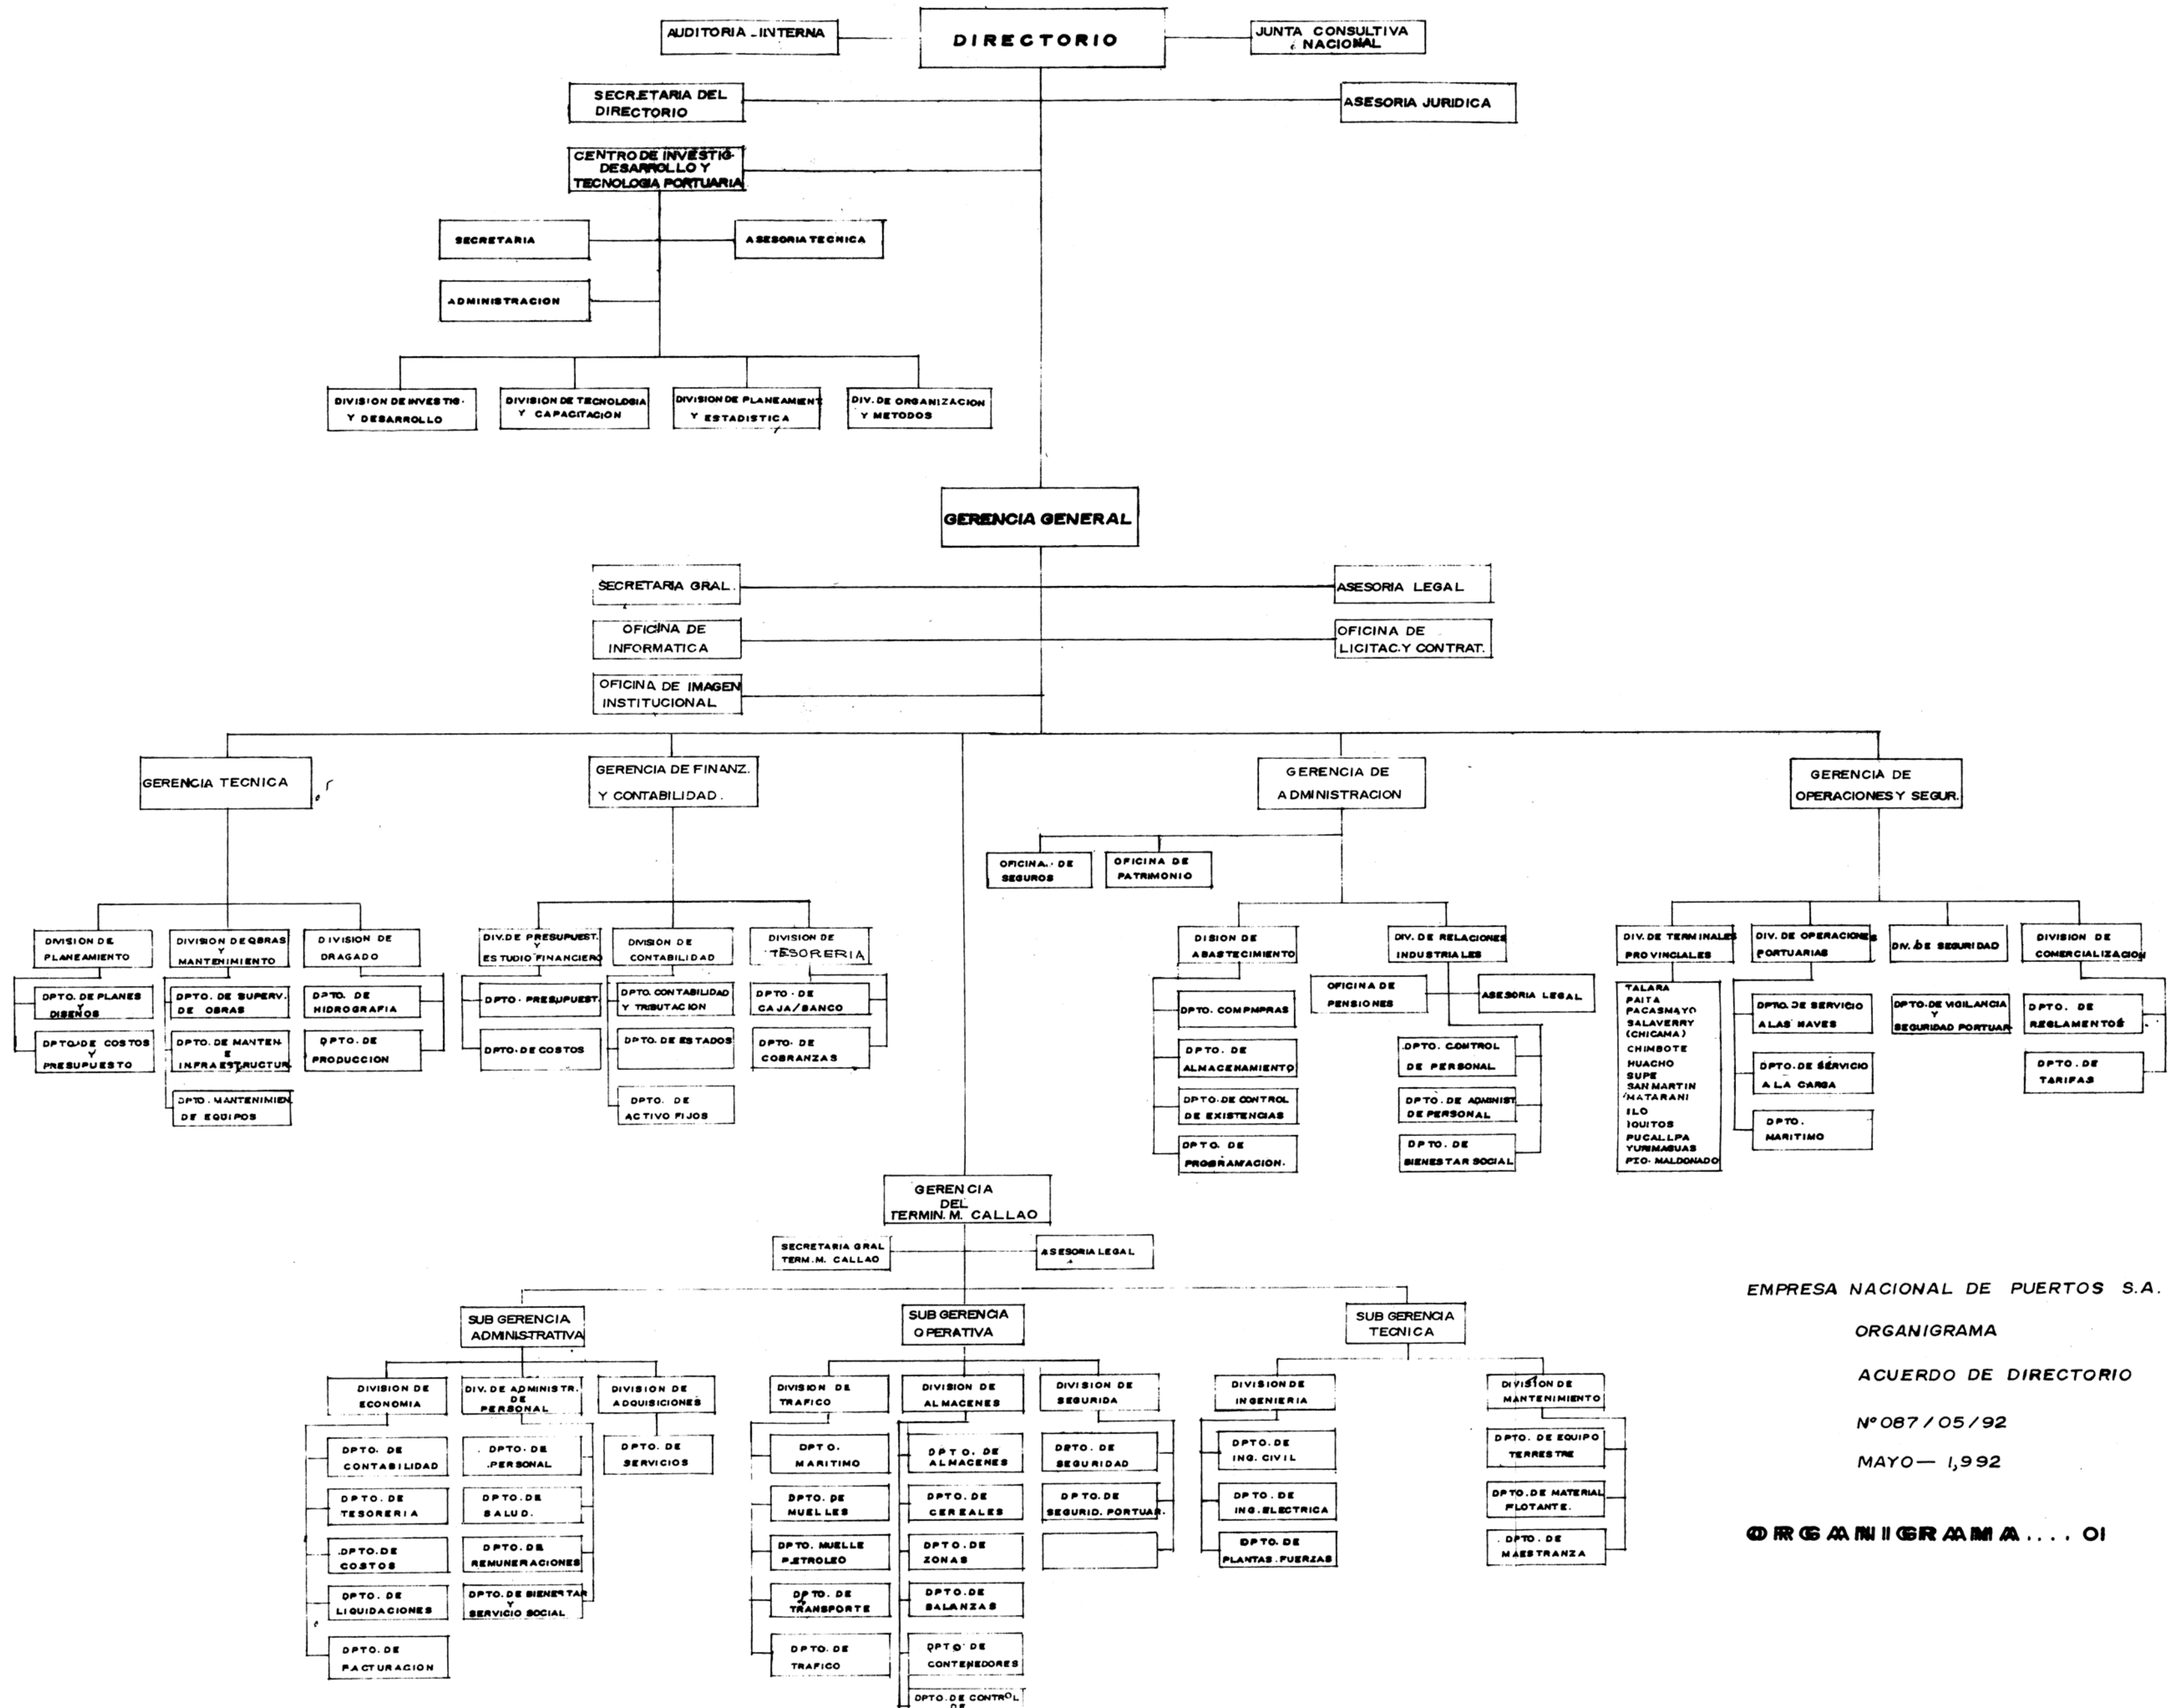 AUDITORIA - INTERNA
DIRECTORIO
JUNTA CONSULTIVA
NACIONAL
SECRETARIA DEL
DIRECTORIO
ASESORIA JURIDICA
CENTRO DE INVESTIG-
DESARROLLO Y
TECNOLOGIA PORTUARIA
SECRETARIA
ASESORIA TECNICA
ADMINISTRACION
DIVISION DE INVESTIG.
Y DESARROLLO
DIVISION DE TECNOLOGIA
Y CAPACITACION
DIVISION DE PLANEAMIENT
Y ESTADISTICA
DIV. DE ORGANIZACION
Y METODOS
GERENCIA GENERAL
SECRETARIA GRAL.
ASESORIA LEGAL
OFICINA DE
INFORMATICA
OFICINA DE
LICITAC.Y CONTRAT.
OFICINA DE IMAGEN
INSTITUCIONAL
GERENCIA TECNICA
GERENCIA DE FINANZ.
Y CONTABILIDAD.
GERENCIA DE
ADMINISTRACION
GERENCIA DE
OPERACIONES Y SEGUR.
OFICINA. DE
SEGUROS
OFICINA DE
PATRIMONIO
DIVISION DE
PLANEAMIENTO
DIVISION DE OBRAS
Y
MANTENIMIENTO
DIVISION DE
DRAGADO
DPTO. DE PLANES
Y
DISEÑOS
DPTO. DE COSTOS
Y
PRESUPUESTO
DPTO. DE SUPERV.
DE OBRAS
DPTO. DE MANTEN.
E
INFRAESTRUCTUR.
DPTO. MANTENIMIEN.
DE EQUIPOS
DPTO. DE
HIDROGRAFIA
DPTO. DE
PRODUCCION
DIV. DE PRESUPUEST.
Y
ESTUDIO FINANCIERO
DIVISION DE
CONTABILIDAD
DIVISION DE
TESORERIA
DPTO. PRESUPUEST.
DPTO. DE COSTOS
DPTO. CONTABILIDAD
Y TRIBUTACION
DPTO. DE ESTADOS
DPTO. DE
ACTIVO FIJOS
DPTO. DE
CAJA/BANCO
DPTO. DE
COBRANZAS
DISION DE
ABASTECIMIENTO
DIV. DE RELACIONES
INDUSTRIALES
DPTO. COMPMPRAS
DPTO. DE
ALMACENAMIENTO
DPTO. DE CONTROL
DE EXISTENCIAS
DPTO. DE
PROGRAMACION.
OFICINA DE
PENSIONES
ASESORIA LEGAL
DPTO. CONTROL
DE PERSONAL
DPTO. DE ADMINIST.
DE PERSONAL
DPTO. DE
BIENESTAR SOCIAL
DIV. DE TERMINALES
PROVINCIALES
DIV. DE OPERACIONES
PORTUARIAS
DIV. DE SEGURIDAD
DIVISION DE
COMERCIALIZACION
TALARA
PAITA
PACASMAYO
SALAVERRY
(CHICAMA)
CHIMBOTE
HUACHO
SUPE
SAN MARTIN
MATARANI
ILO
IQUITOS
PUCALLPA
YURIMAGUAS
PTO. MALDONADO
DPTO. DE SERVICIO
A LAS NAVES
DPTO. DE SERVICIO
A LA CARGA
DPTO.
MARITIMO
DPTO. DE VIGILANCIA
Y
SEGURIDAD PORTUAR.
DPTO. DE
REGLAMENTOS
DPTO. DE
TARIFAS
GERENCIA
DEL
TERMIN. M. CALLAO
SECRETARIA GRAL
TERM. M. CALLAO
ASESORIA LEGAL
SUB GERENCIA
ADMINISTRATIVA
SUB GERENCIA
OPERATIVA
SUB GERENCIA
TECNICA
DIVISION DE
ECONOMIA
DIV. DE ADMINISTR.
DE
PERSONAL
DIVISION DE
ADQUISICIONES
DPTO. DE
CONTABILIDAD
DPTO. DE
TESORERIA
DPTO. DE
COSTOS
DPTO. DE
LIQUIDACIONES
DPTO. DE
FACTURACION
DPTO. DE
PERSONAL
DPTO. DE
SALUD.
DPTO. DE
REMUNERACIONES
DPTO. DE BIENESTAR
Y
SERVICIO SOCIAL
DPTO. DE
SERVICIOS
DIVISION DE
TRAFICO
DIVISION DE
ALMACENES
DIVISION DE
SEGURIDA
DPTO.
MARITIMO
DPTO. DE
MUELLES
DPTO. MUELLE
PETROLEO
DPTO. DE
TRANSPORTE
DPTO. DE
TRAFICO
DPTO. DE
ALMACENES
DPTO. DE
CEREALES
DPTO. DE
ZONAS
DPTO. DE
BALANZAS
DPTO. DE
CONTENEDORES
DPTO. DE CONTROL
DE
DPTO. DE
SEGURIDAD
DPTO. DE
SEGURID. PORTUAR.
DIVISION DE
INGENIERIA
DIVISION DE
MANTENIMIENTO
DPTO. DE
ING. CIVIL
DPTO. DE
ING. ELECTRICA
DPTO. DE
PLANTAS. FUERZAS
DPTO. DE EQUIPO
TERRESTRE
DPTO. DE MATERIAL
FLOTANTE.
DPTO. DE
MAESTRANZA
EMPRESA NACIONAL DE PUERTOS S.A.
ORGANIGRAMA
ACUERDO DE DIRECTORIO
Nº 087/05/92
MAYO — 1,992
ORGANIGRAMA.... 01